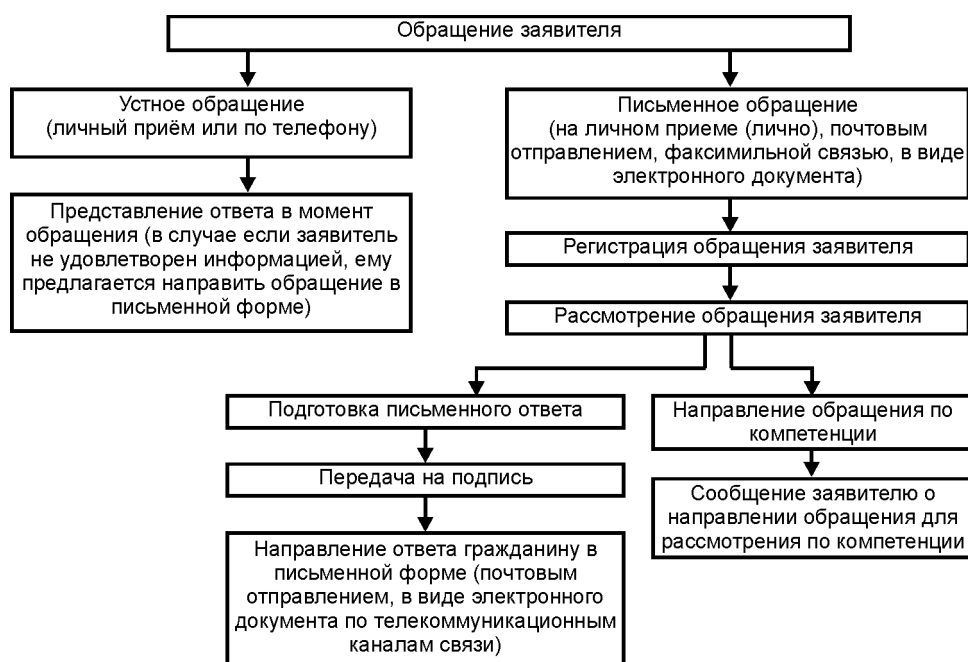 Обращение заявителя
Устное обращение
(личный приём или по телефону)
Представление ответа в момент
обращения (в случае если заявитель
не удовлетворен информацией, ему
предлагается направить обращение в
письменной форме)
Письменное обращение
(на личном приеме (лично), почтовым
отправлением, факсимильной связью, в виде
электронного документа)
Регистрация обращения заявителя
Рассмотрение обращения заявителя
Подготовка письменного ответа
Передача на подпись
Направление ответа гражданину в
письменной форме (почтовым
отправлением, в виде электронного
документа по телекоммуникационным
каналам связи)
Направление обращения по
компетенции
Сообщение заявителю о
направлении обращения для
рассмотрения по компетенции